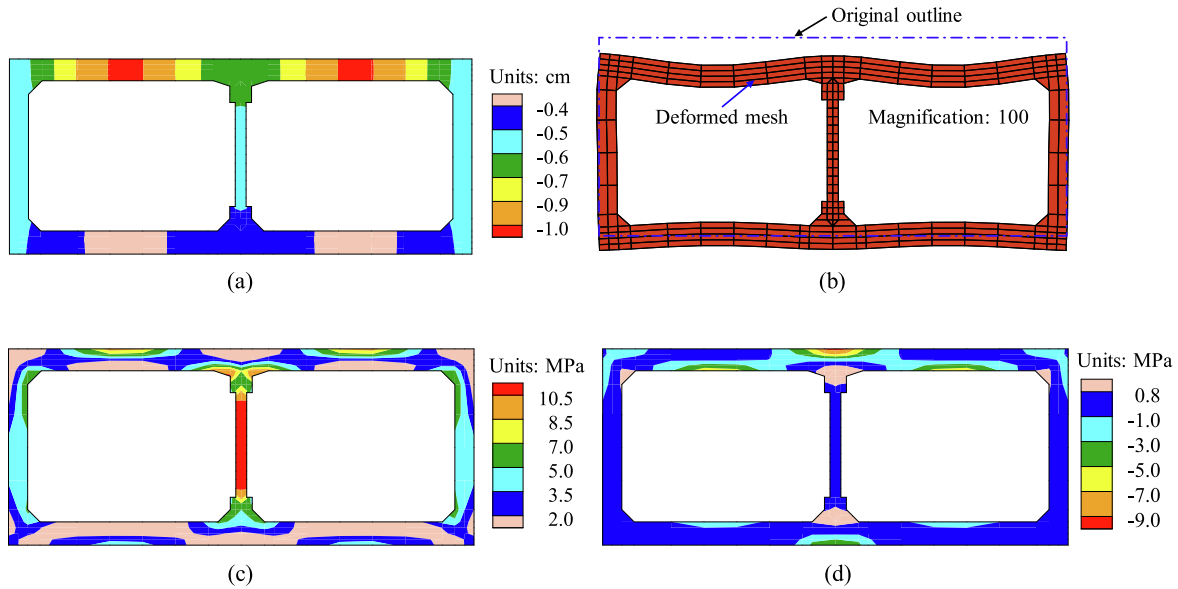 Original outline
Units: cm
-0.4
-0.5
-0.6
-0.7
-0.9
-1.0
Deformed mesh
Magnification: 100
(a)
(b)
Units: MPa
10.5
8.5
7.0
5.0
3.5
2.0
Units: MPa
0.8
-1.0
-3.0
-5.0
-7.0
-9.0
(c)
(d)